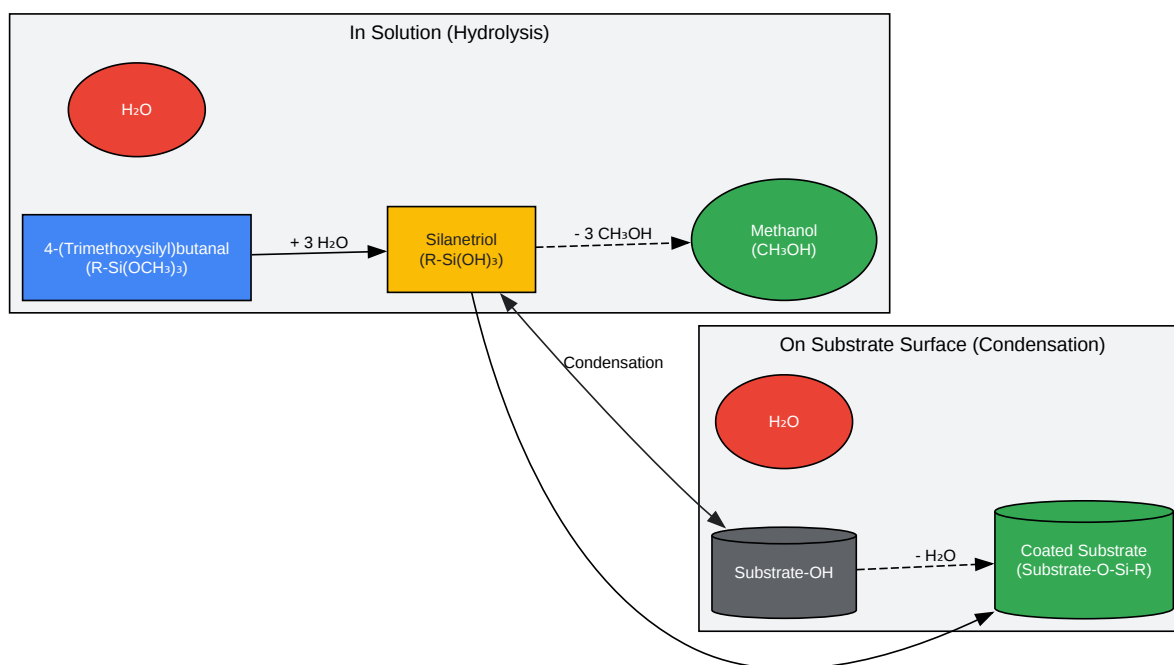 In Solution (Hydrolysis)
H₂O
4-(Trimethoxysilyl)butanal
(R-Si(OCH₃)₃)
+ 3 H₂O
Silanetriol
(R-Si(OH)₃)
- 3 CH₃OH
Methanol
(CH₃OH)
Condensation
On Substrate Surface (Condensation)
H₂O
Substrate-OH
- H₂O
Coated Substrate
(Substrate-O-Si-R)